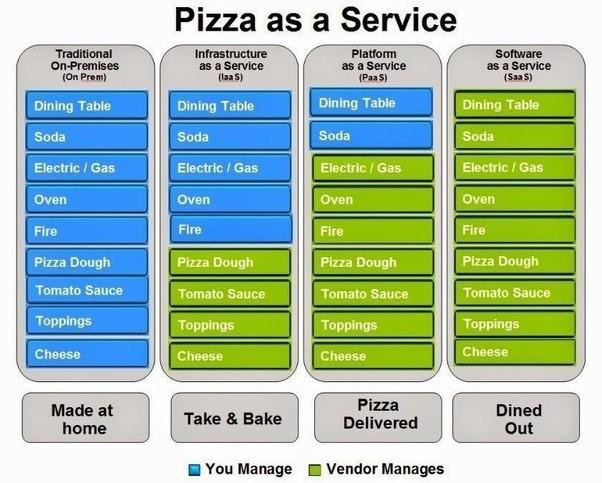 Pizza as a Service
Traditional
On-Premises
(On Prem)
Dining Table
Soda
Electric / Gas
Oven
Fire
Pizza Dough
Tomato Sauce
Toppings
Cheese
Made at
home
Infrastructure
as a Service
(IaaS)
Dining Table
Soda
Electric / Gas
Oven
Fire
Pizza Dough
Tomato Sauce
Toppings
Cheese
Take & Bake
Platform
as a Service
(PaaS)
Dining Table
Soda
Electric / Gas
Oven
Fire
Pizza Dough
Tomato Sauce
Toppings
Cheese
Pizza
Delivered
Software
as a Service
(SaaS)
Dining Table
Soda
Electric / Gas
Oven
Fire
Pizza Dough
Tomato Sauce
Toppings
Cheese
Dined
Out
You Manage
Vendor Manages